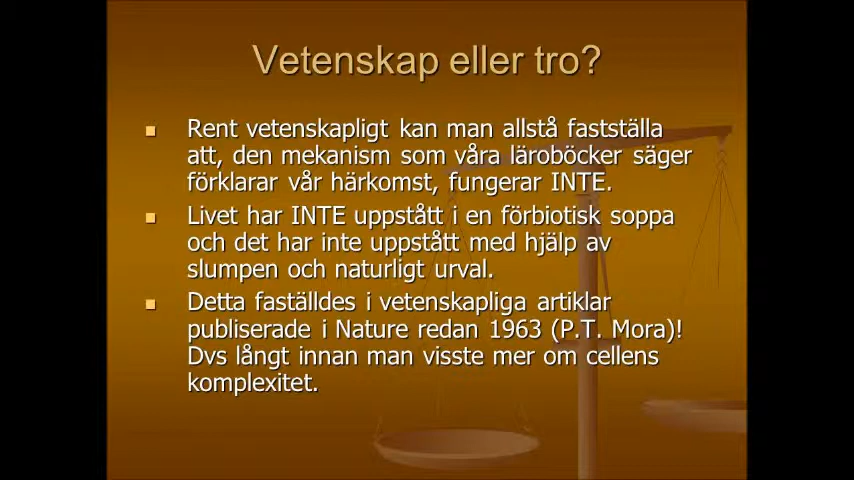 Vetenskap eller tro?
Rent vetenskapligt kan man allstå fastställa
att, den mekanism som våra läroböcker säger
förklarar vår härkomst, fungerar INTE.
Livet har INTE uppstått i en förbiotisk soppa
och det har inte uppstått med hjälp av
slumpen och naturligt urval.
Detta faställdes i vetenskapliga artiklar
publiserade i Nature redan 1963 (P.T. Mora)!
Dvs långt innan man visste mer om cellens
komplexitet.